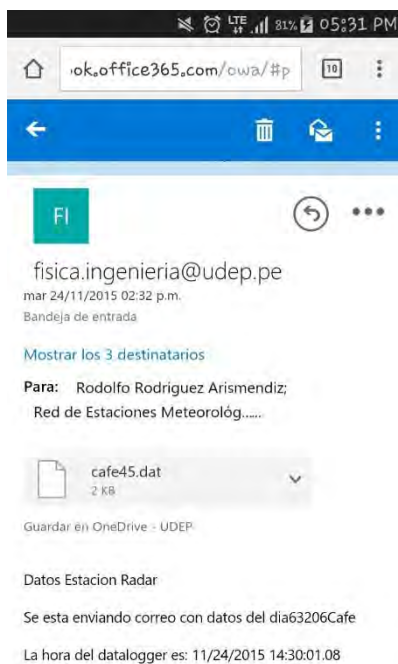 LTE 81% 05:31 PM
ok.office365.com/owa/#p 10
FI
fisica.ingenieria@udep.pe
mar 24/11/2015 02:32 p.m.
Bandeja de entrada
Mostrar los 3 destinatarios
Para: Rodolfo Rodriguez Arismendiz;
Red de Estaciones Meteorológ......
cafe45.dat
2 KB
Guardar en OneDrive - UDEP
Datos Estacion Radar
Se esta enviando correo con datos del dia63206Cafe
La hora del datalogger es: 11/24/2015 14:30:01.08